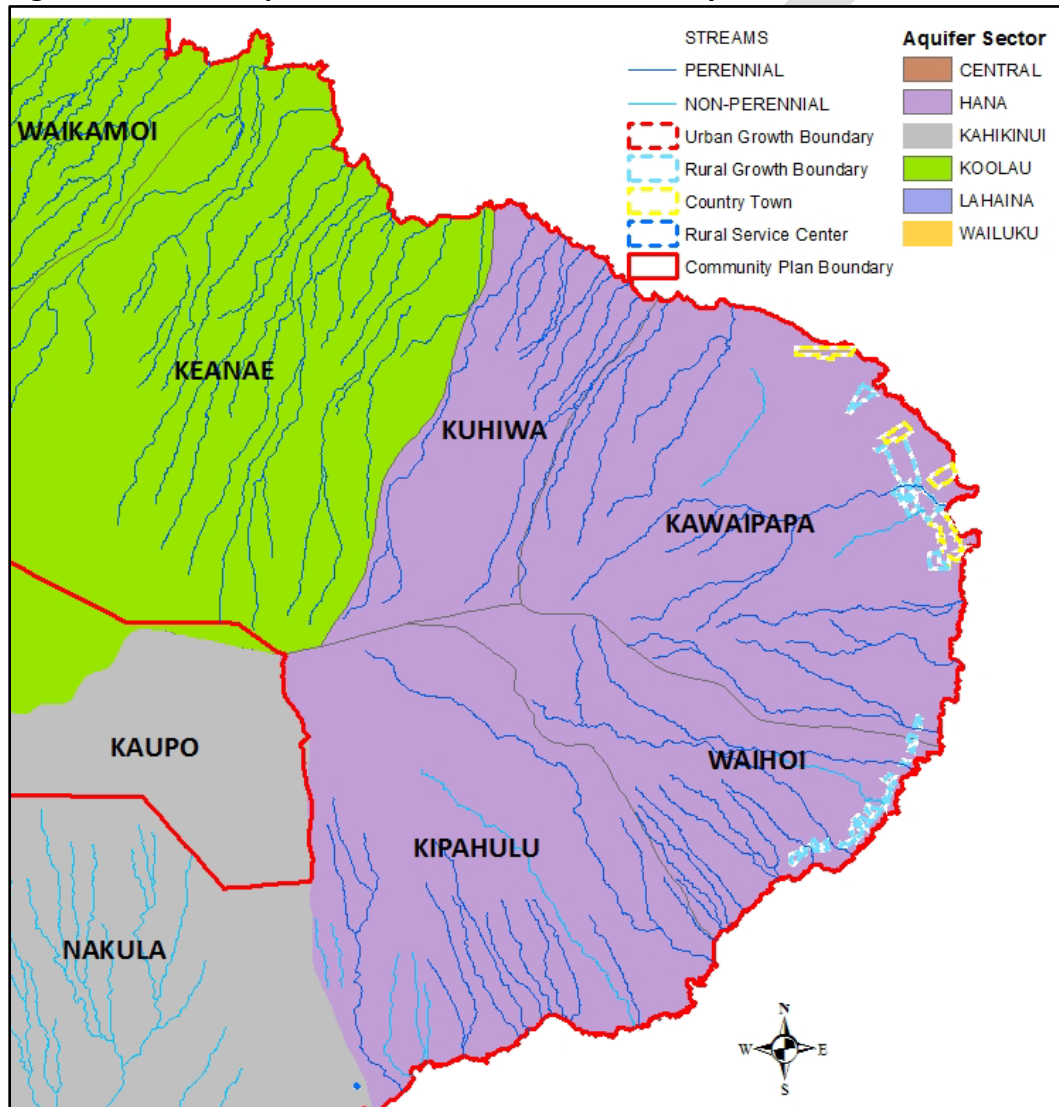 STREAMS
PERENNIAL
NON-PERENNIAL
Urban Growth Boundary
Rural Growth Boundary
Country Town
Rural Service Center
Community Plan Boundary
Aquifer Sector
CENTRAL
HANA
KAHIKINUI
KOOLAU
LAHAINA
WAILUKU
WAIKAMOI
KEANAE
KUHIWA
KAWAIPAPA
KAUPO
WAIHOI
KIPAHULU
NAKULA
N
W E
S